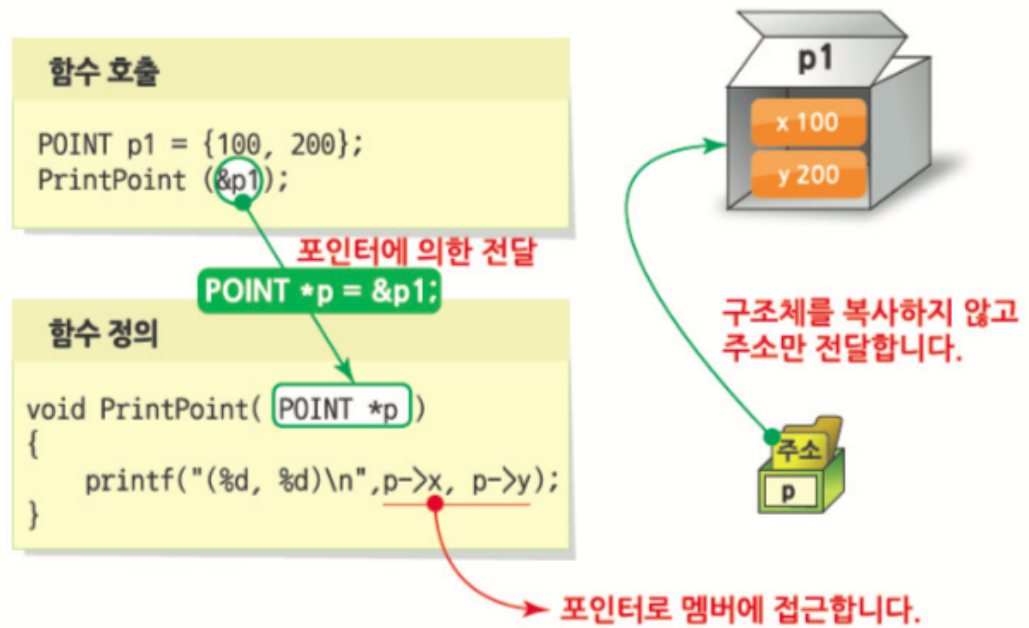 함수 호출
POINT p1 = {100, 200};
PrintPoint (&p1);
포인터에 의한 전달
POINT *p = &p1;
함수 정의
void PrintPoint( POINT *p )
{
printf("(%d, %d)\n",p->x, p->y);
}
포인터로 멤버에 접근합니다.
p1
x 100
y 200
구조체를 복사하지 않고
주소만 전달합니다.
주소
p